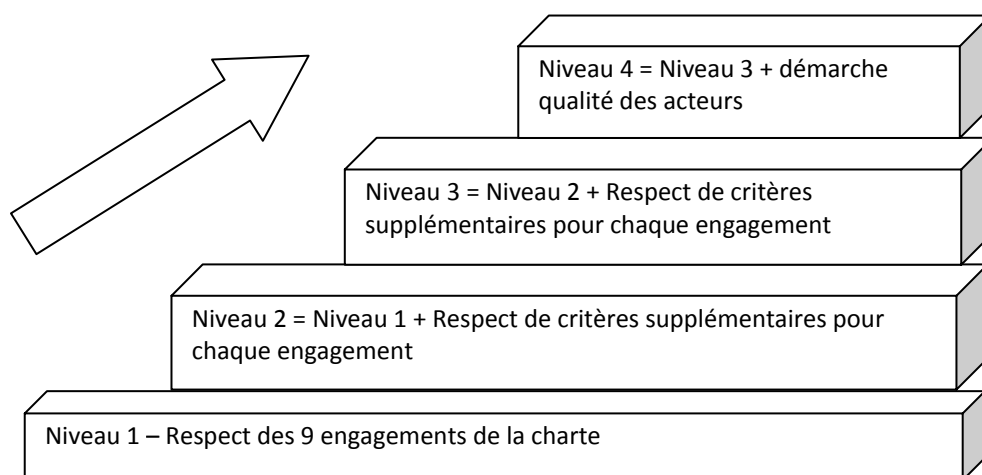 Niveau 4 = Niveau 3 + démarche
qualité des acteurs
Niveau 3 = Niveau 2 + Respect de critères
supplémentaires pour chaque engagement
Niveau 2 = Niveau 1 + Respect de critères supplémentaires pour
chaque engagement
Niveau 1 – Respect des 9 engagements de la charte